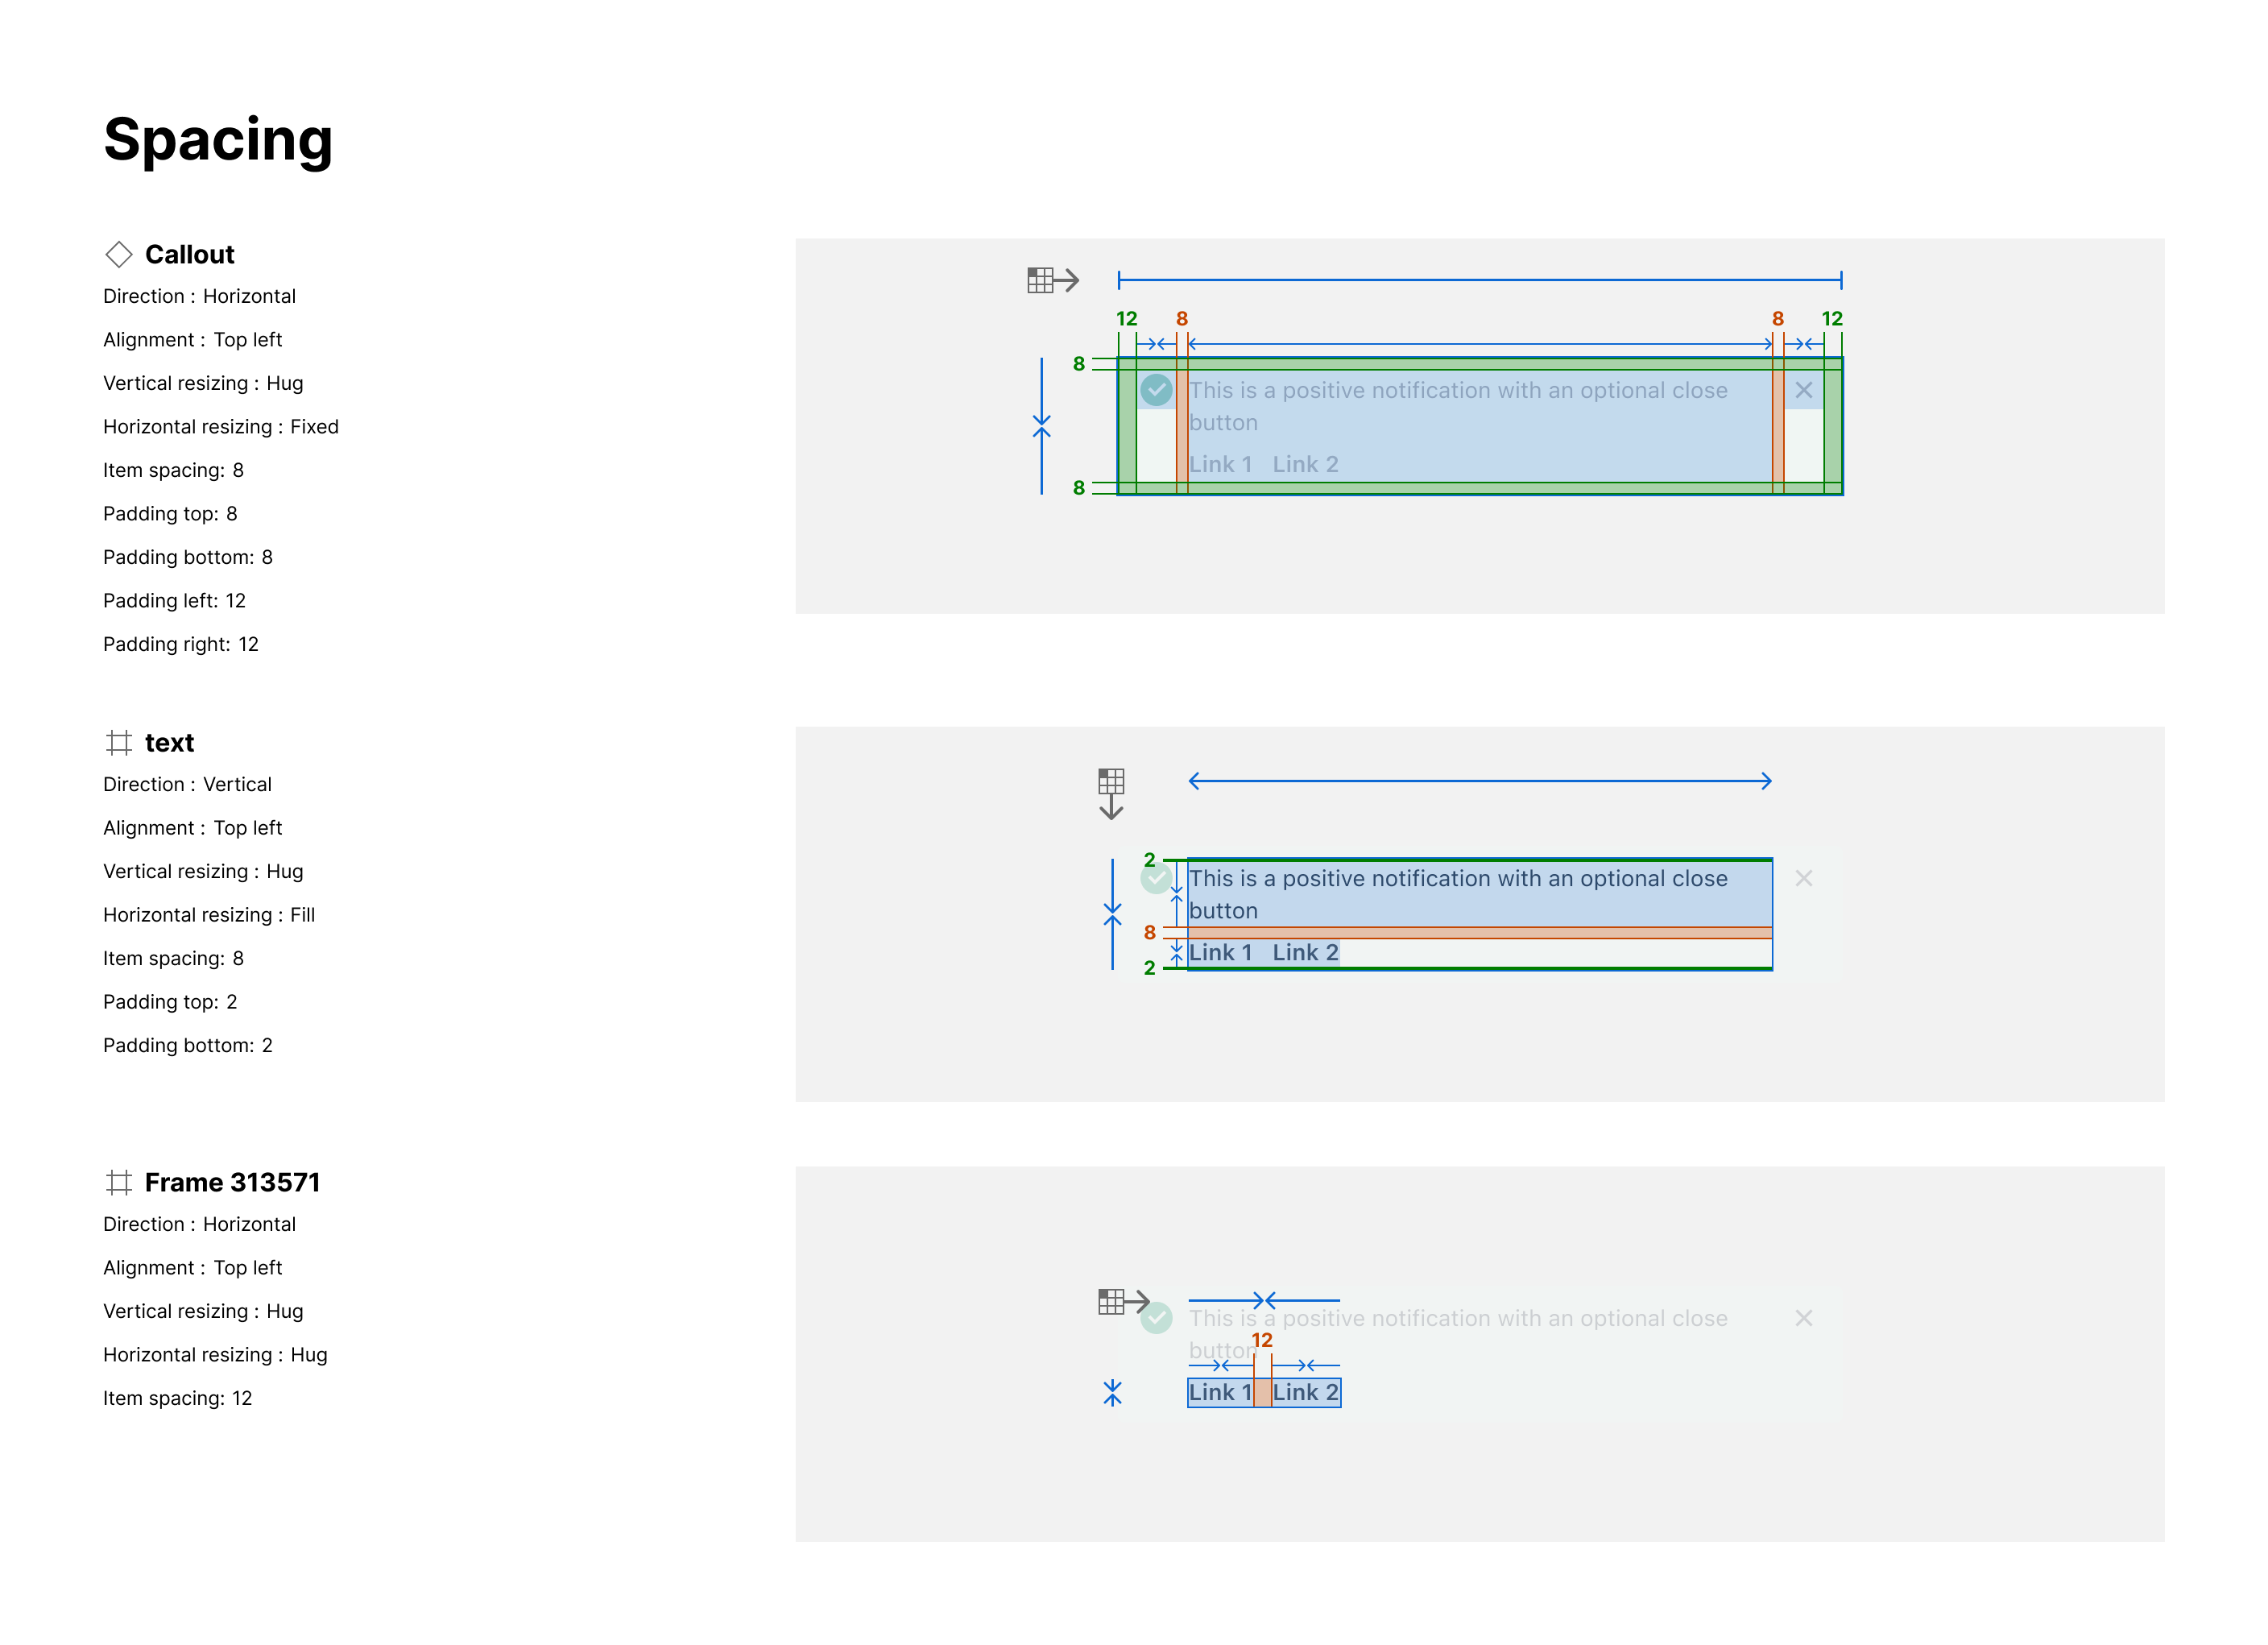 Spacing
Callout
Direction : Horizontal
Alignment : Top left
Vertical resizing : Hug
Horizontal resizing : Fixed
Item spacing: 8
Padding top: 8
Padding bottom: 8
Padding left: 12
Padding right: 12
12 8 8 12
8
This is a positive notification with an optional close
button
Link 1 Link 2
8
text
Direction : Vertical
Alignment : Top left
Vertical resizing : Hug
Horizontal resizing : Fill
Item spacing: 8
Padding top: 2
Padding bottom: 2
2
This is a positive notification with an optional close
button
8
Link 1 Link 2
2
Frame 313571
Direction : Horizontal
Alignment : Top left
Vertical resizing : Hug
Horizontal resizing : Hug
Item spacing: 12
This is a positive notification with an optional close
12
button
Link 1 Link 2